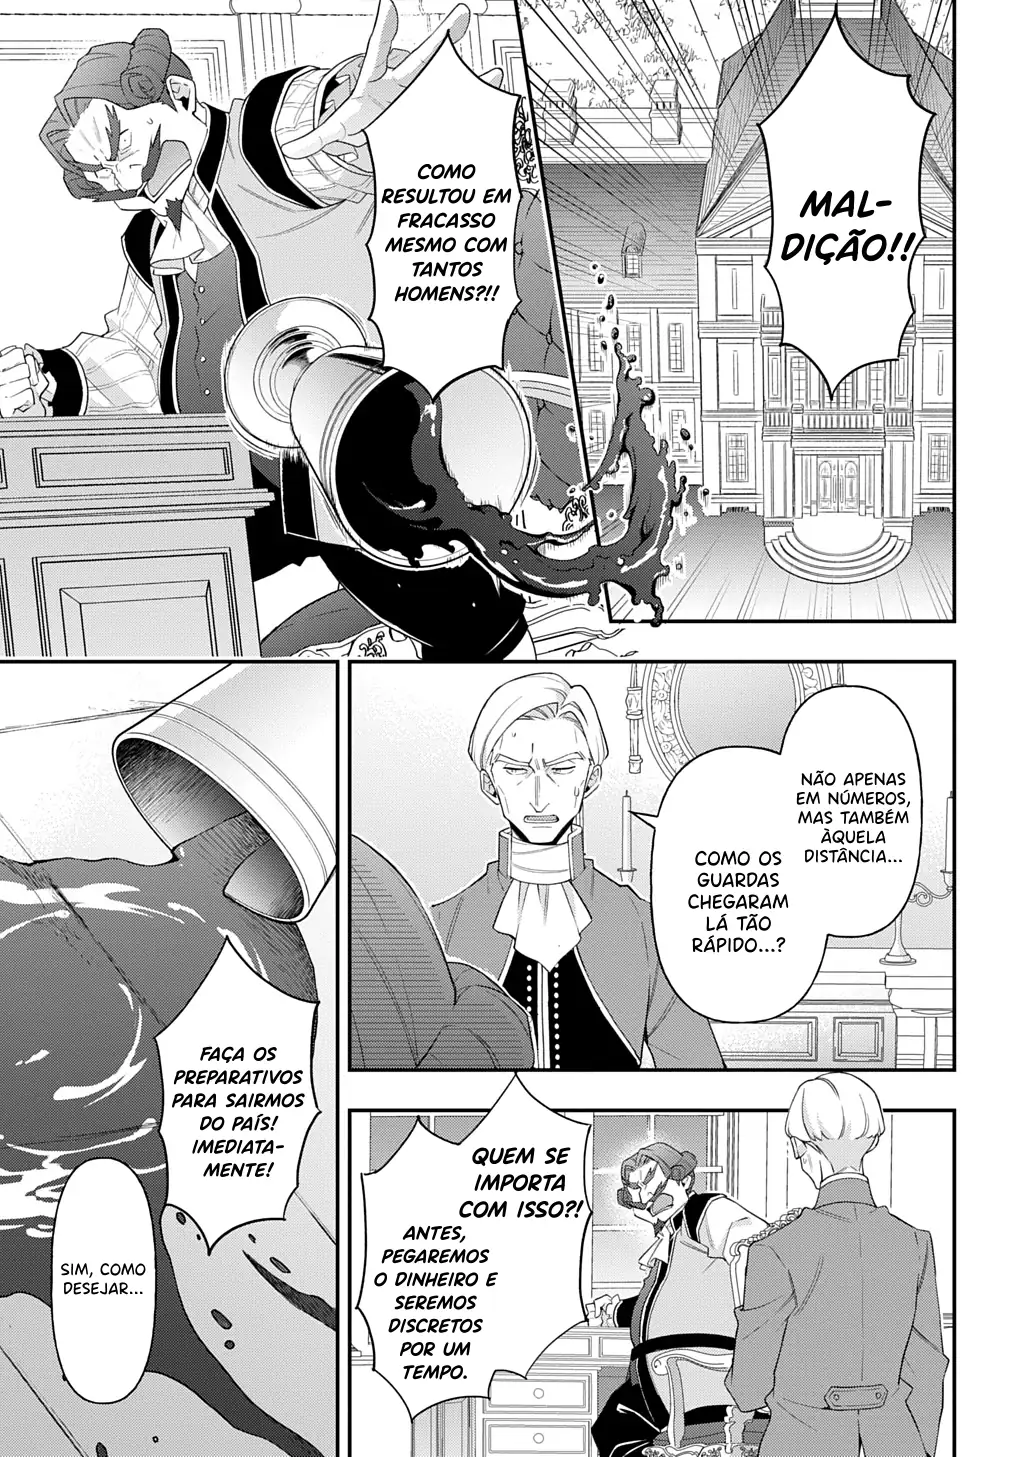 MAL-
DIÇÃO!!
COMO
RESULTOU EM
FRACASSO
MESMO COM
TANTOS
HOMENS?!!
NÃO APENAS
EM NÚMEROS,
MAS TAMBÉM
ÀQUELA
DISTÂNCIA...
COMO OS
GUARDAS
CHEGARAM
LÁ TÃO
RÁPIDO...?
QUEM SE
IMPORTA
COM ISSO?!
ANTES,
PEGAREMOS
O DINHEIRO E
SEREMOS
DISCRETOS
POR UM
TEMPO.
FAÇA OS
PREPARATIVOS
PARA SAIRMOS
DO PAÍS!
IMEDIATA-
MENTE!
SIM, COMO
DESEJAR...